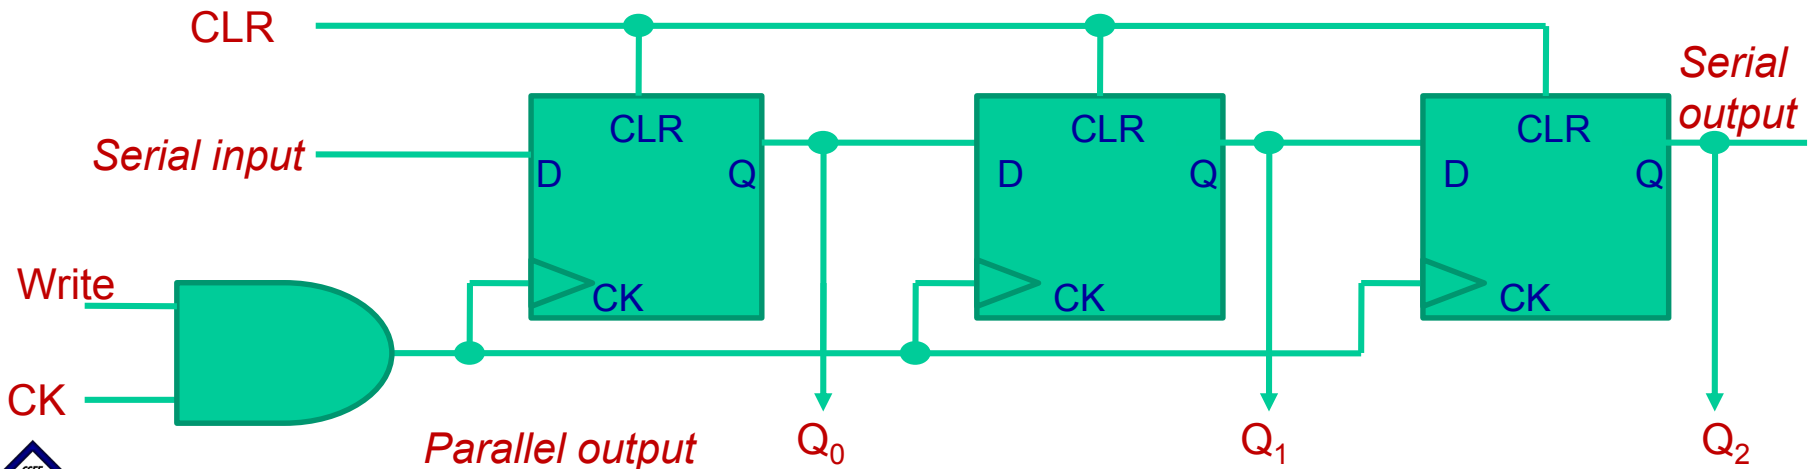 CLR
Serial
output
CLR
CLR
CLR
Serial input
D
Q
D
Q
D
Q
Write
CK
CK
CK
CK
Parallel output
Q0
Q1
Q2